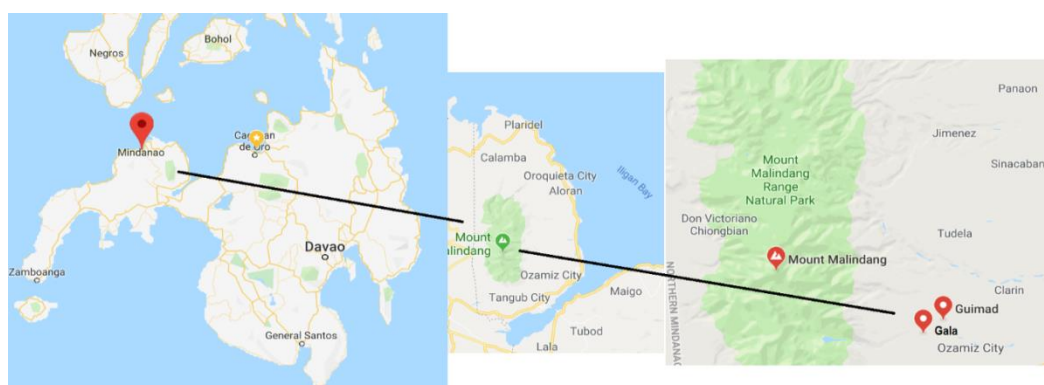 Negros
Bohol
Mindanao
Cagayan
de Oro
Davao
Zamboanga
General Santos
Plaridel
Calamba
Oroquieta City
Aloran
Iligan Bay
Mount
alindang
Ozamiz City
Tangub City
Maigo
Tubod
Lala
Panaon
Jimenez
Sinacaban
Mount
Malindang
Range
Natural Park
Don Victoriano
Chiongbian
Tudela
Mount Malindang
Clarin
Guimad
Gala
Ozamiz City
NORTHERN MINDANAO